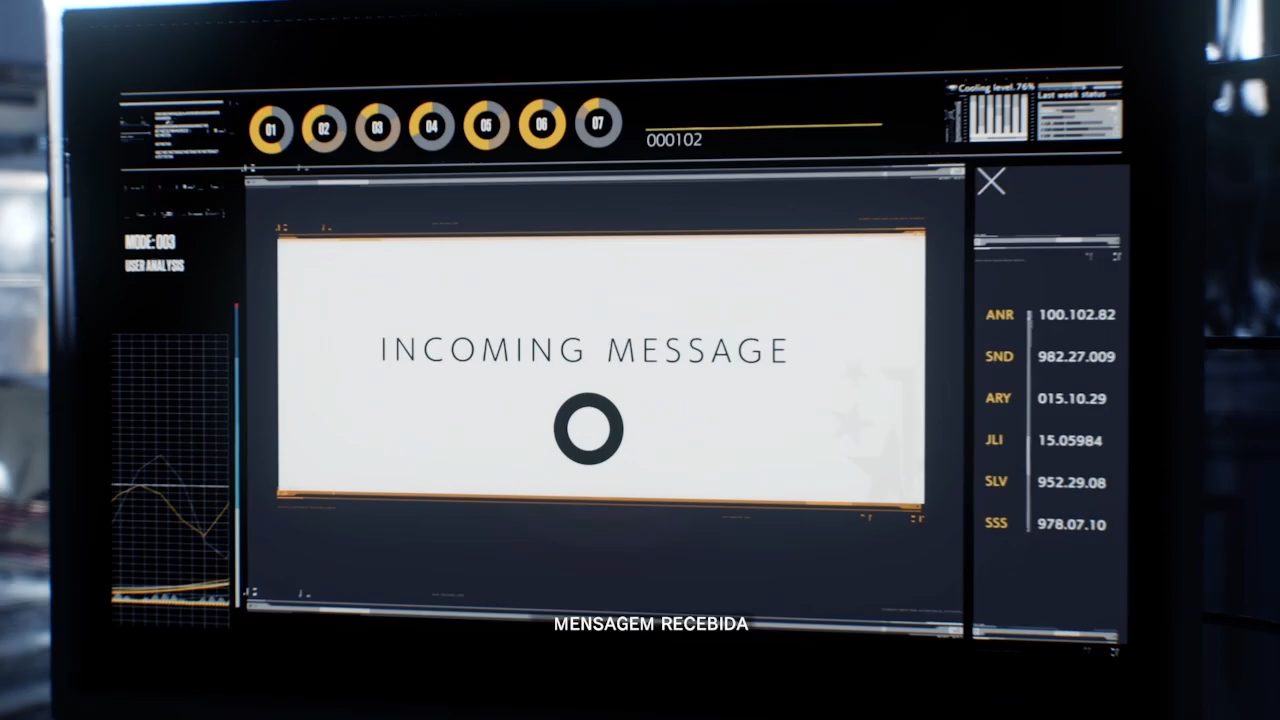 Cooling level.76%
Last week status
01 02 03 04 05 06 07
000102
MODE: 003
USER ANALYSIS
INCOMING MESSAGE
ANR 100.102.82
SND 982.27.009
ARY 015.10.29
JLI 15.05984
SLV 952.29.08
SSS 978.07.10
MENSAGEM RECEBIDA